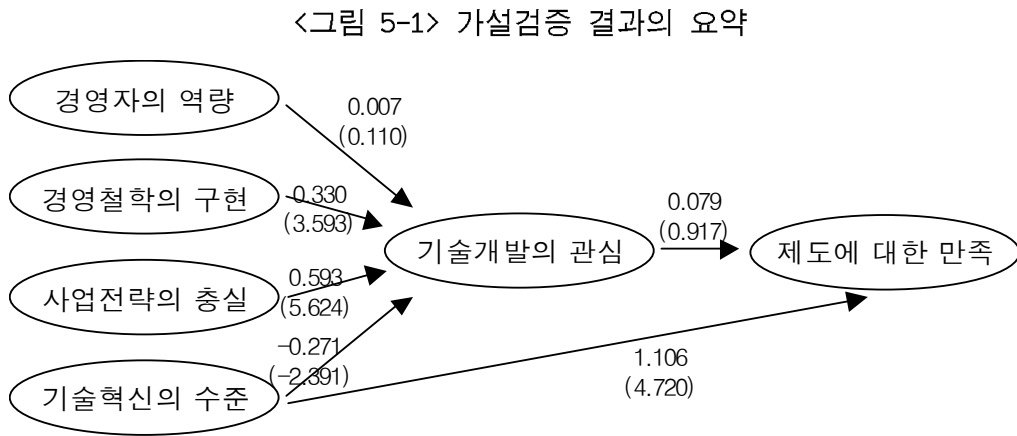 <그림 5-1> 가설검증 결과의 요약
경영자의 역량
0.007
(0.110)
경영철학의 구현
0.330
(3.593)
기술개발의 관심
0.079
(0.917)
제도에 대한 만족
사업전략의 충실
0.593
(5.624)
-0.271
(-2.391)
기술혁신의 수준
1.106
(4.720)